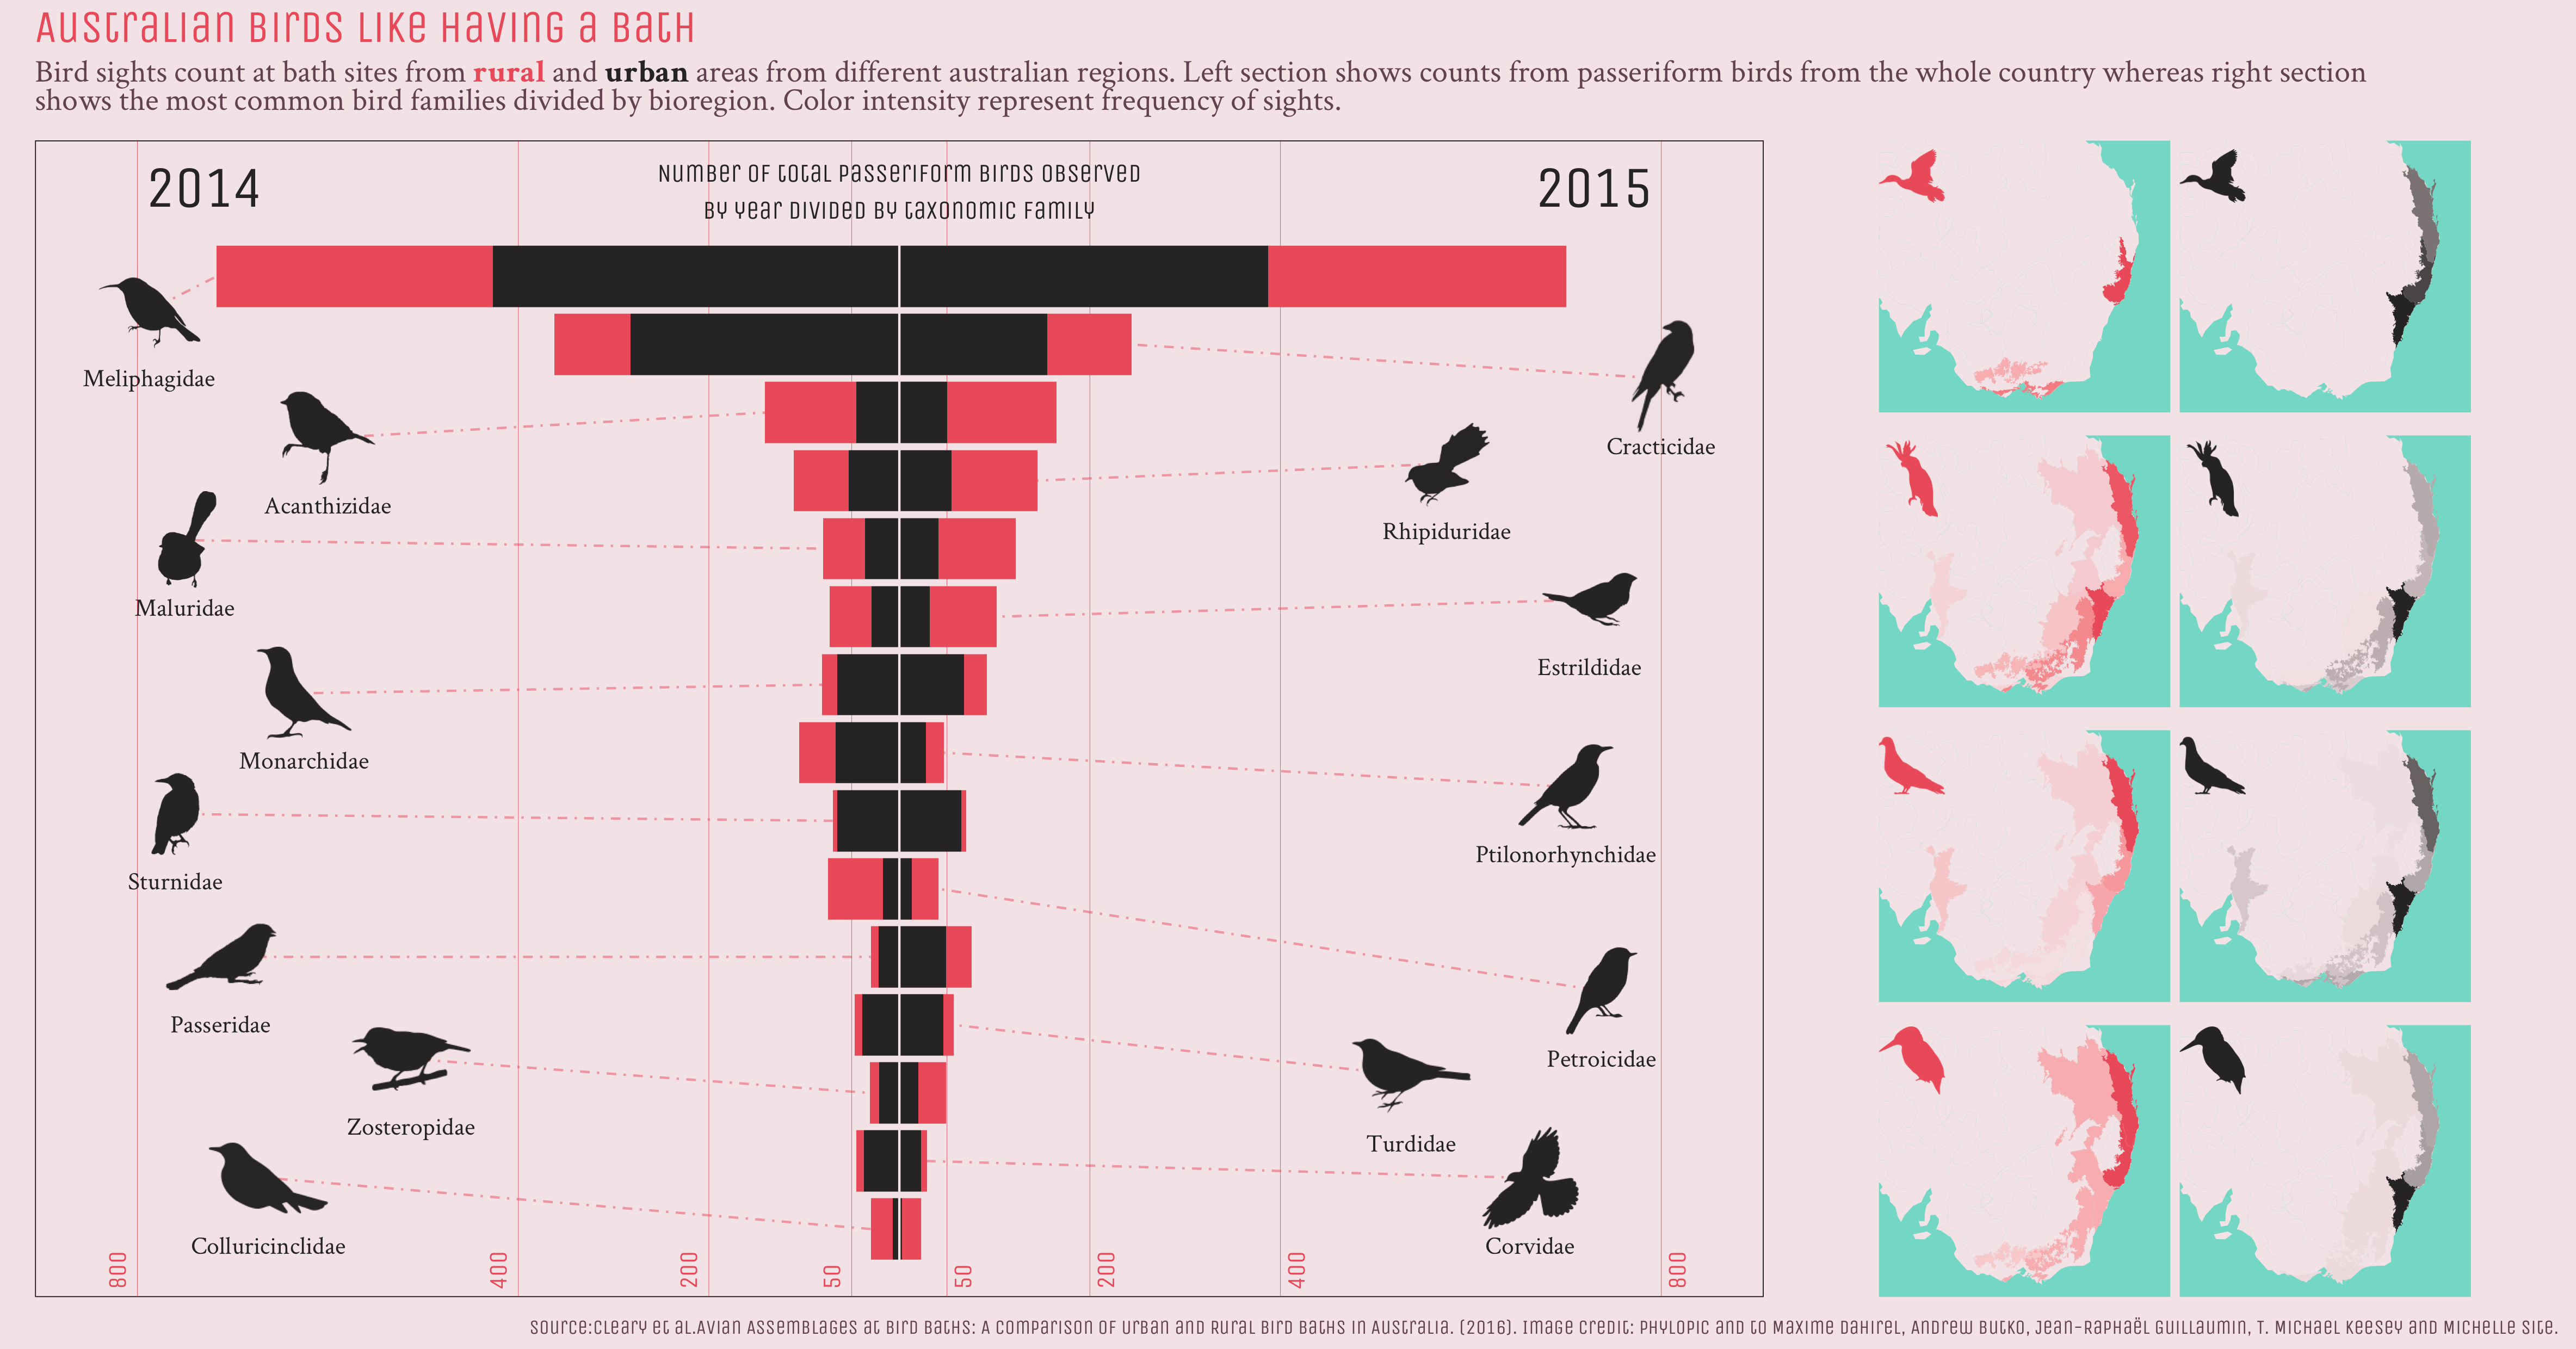 Australian Birds Like Having a Bath
Bird sights count at bath sites from rural and urban areas from different australian regions. Left section shows counts from passeriform birds from the whole country whereas right section
shows the most common bird families divided by bioregion. Color intensity represent frequency of sights.
2014
Number of total passeriform birds observed
by year divided by taxonomic family
2015
Meliphagidae
Cracticidae
Acanthizidae
Rhipiduridae
Maluridae
Estrildidae
Monarchidae
Ptilonorhynchidae
Sturnidae
Passeridae
Petroicidae
Zosteropidae
Turdidae
Colluricinclidae
Corvidae
800
400
200
50
50
200
400
800
Source:Cleary et al.Avian Assemblages at Bird Baths: A Comparison of Urban and Rural Bird Baths in Australia. (2016). Image credit: PhyloPic and to Maxime Dahirel, Andrew Butko, Jean-Raphaël Guillaumin, T. Michael Keesey and Michelle Site.